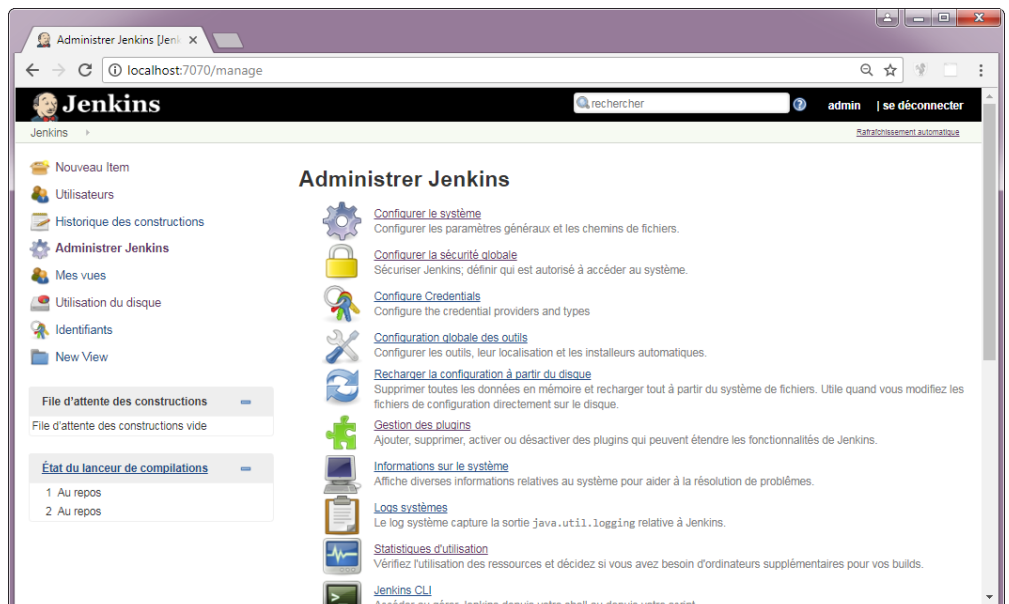 Administrer Jenkins [Jenk
localhost:7070/manage
Jenkins
rechercher
admin | se déconnecter
Jenkins
Rafraîchissement automatique
Nouveau Item
Utilisateurs
Historique des constructions
Administrer Jenkins
Mes vues
Utilisation du disque
Identifiants
New View
File d'attente des constructions
File d'attente des constructions vide
État du lanceur de compilations
1 Au repos
2 Au repos
Administrer Jenkins
Configurer le système
Configurer les paramètres généraux et les chemins de fichiers.
Configurer la sécurité globale
Sécuriser Jenkins; définir qui est autorisé à accéder au système.
Configure Credentials
Configure the credential providers and types
Configuration globale des outils
Configurer les outils, leur localisation et les installeurs automatiques.
Recharger la configuration à partir du disque
Supprimer toutes les données en mémoire et recharger tout à partir du système de fichiers. Utile quand vous modifiez les
fichiers de configuration directement sur le disque.
Gestion des plugins
Ajouter, supprimer, activer ou désactiver des plugins qui peuvent étendre les fonctionnalités de Jenkins.
Informations sur le système
Affiche diverses informations relatives au système pour aider à la résolution de problèmes.
Logs systèmes
Le log système capture la sortie java.util.logging relative à Jenkins.
Statistiques d'utilisation
Vérifiez l'utilisation des ressources et décidez si vous avez besoin d'ordinateurs supplémentaires pour vos builds.
Jenkins CLI